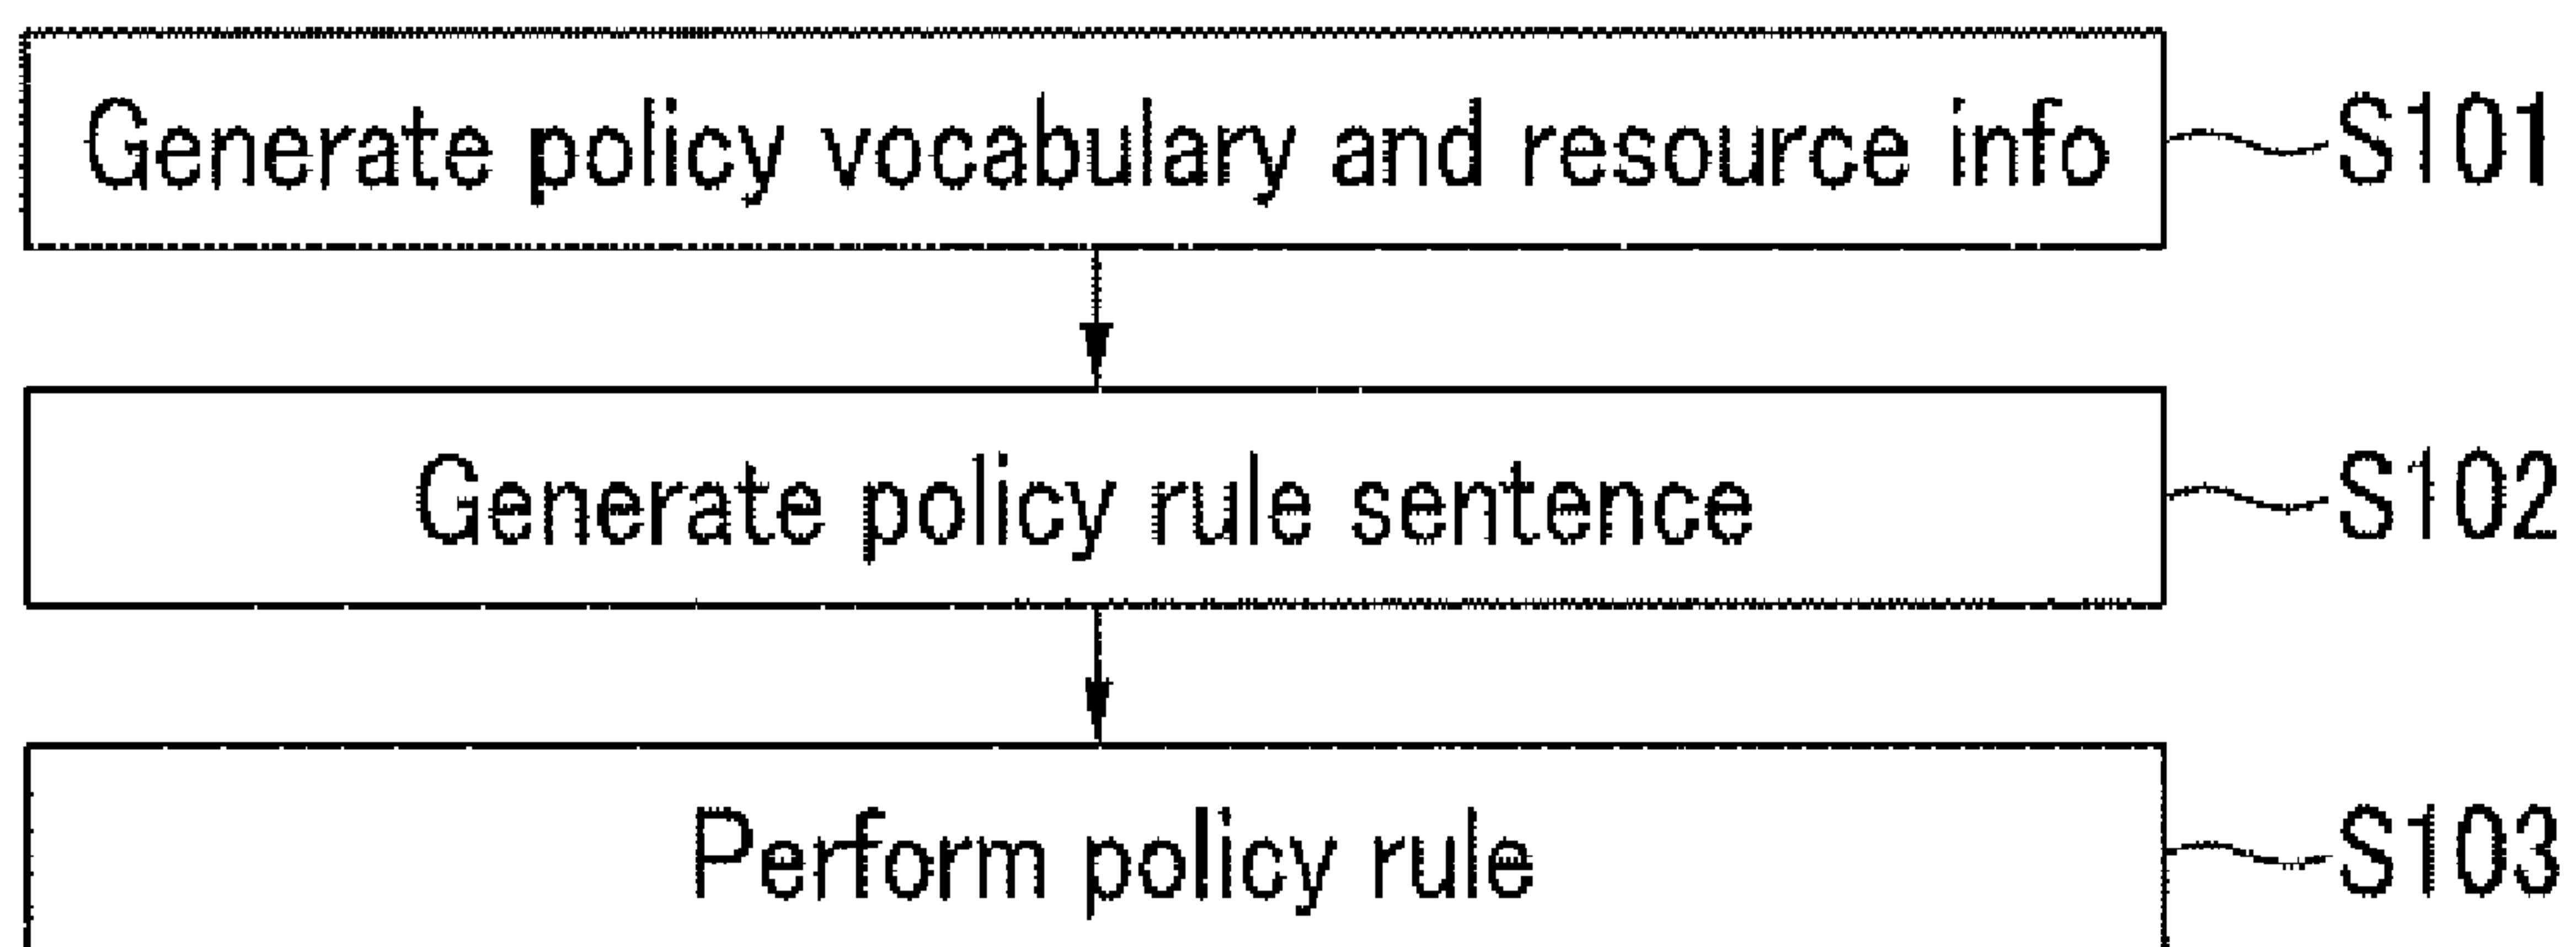 Generate policy vocabulary and resource info S101
Generate policy rule sentence S102
Perform policy rule S103